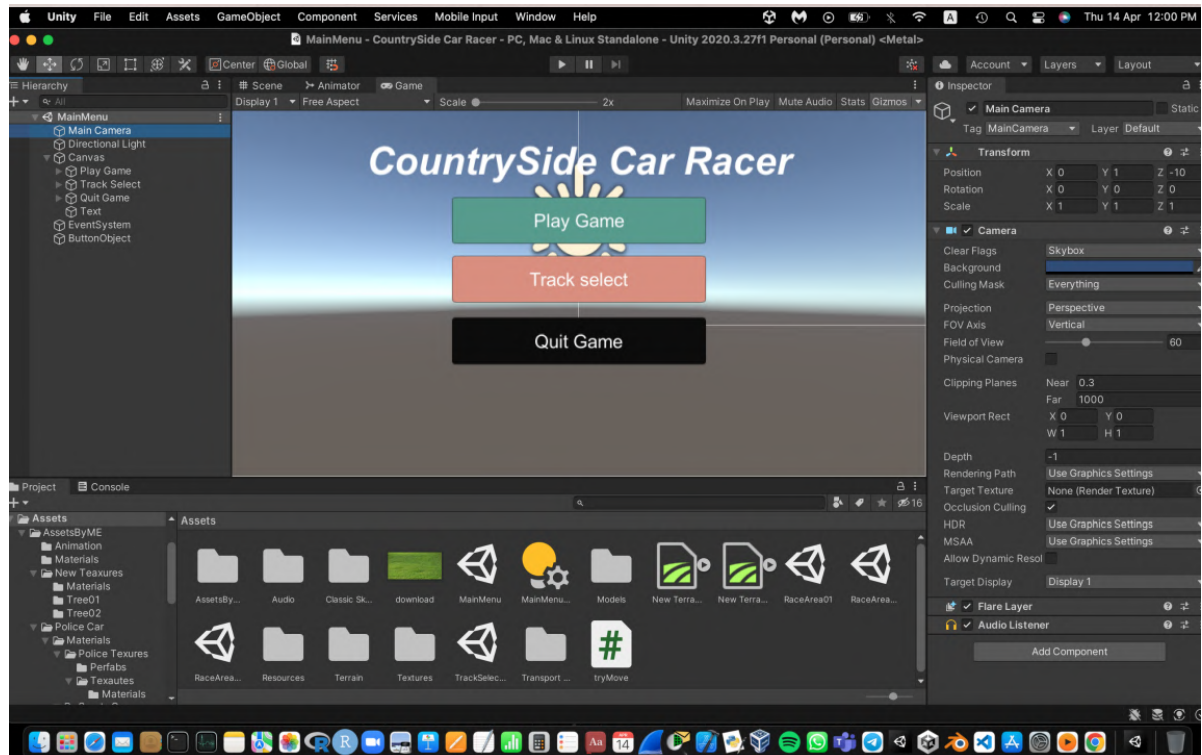 Unity File Edit Assets GameObject Component Services Mobile Input Window Help A Thu 14 Apr 12:00 PM
MainMenu - CountrySide Car Racer - PC, Mac & Linux Standalone - Unity 2020.3.27f1 Personal (Personal) <Metal>
Center Global Account Layers Layout
Hierarchy
All
MainMenu
Main Camera
Directional Light
Canvas
Play Game
Track Select
Quit Game
Text
EventSystem
ButtonObject
Scene Animator Game
Display 1 Free Aspect Scale 2x Maximize On Play Mute Audio Stats Gizmos
CountrySide Car Racer
Play Game
Track select
Quit Game
Inspector
Main Camera Static
Tag MainCamera Layer Default
Transform
Position X 0 Y 1 Z -10
Rotation X 0 Y 0 Z 0
Scale X 1 Y 1 Z 1
Camera
Clear Flags Skybox
Background
Culling Mask Everything
Projection Perspective
FOV Axis Vertical
Field of View 60
Physical Camera
Clipping Planes Near 0.3
Far 1000
Viewport Rect X 0 Y 0
W 1 H 1
Depth -1
Rendering Path Use Graphics Settings
Target Texture None (Render Texture)
Occlusion Culling
HDR Use Graphics Settings
MSAA Use Graphics Settings
Allow Dynamic Resol
Target Display Display 1
Flare Layer
Audio Listener
Add Component
Project Console
16
Assets
AssetsByME
Animation
Materials
New Teaxures
Materials
Tree01
Tree02
Police Car
Materials
Police Texures
Perfabs
Texautes
Materials
Assets
AssetsBy... Audio Classic Sk... download MainMenu MainMenu... Models New Terra... New Terra... RaceArea01 RaceArea...
RaceArea... Resources Terrain Textures TrackSelec... Transport ... tryMove